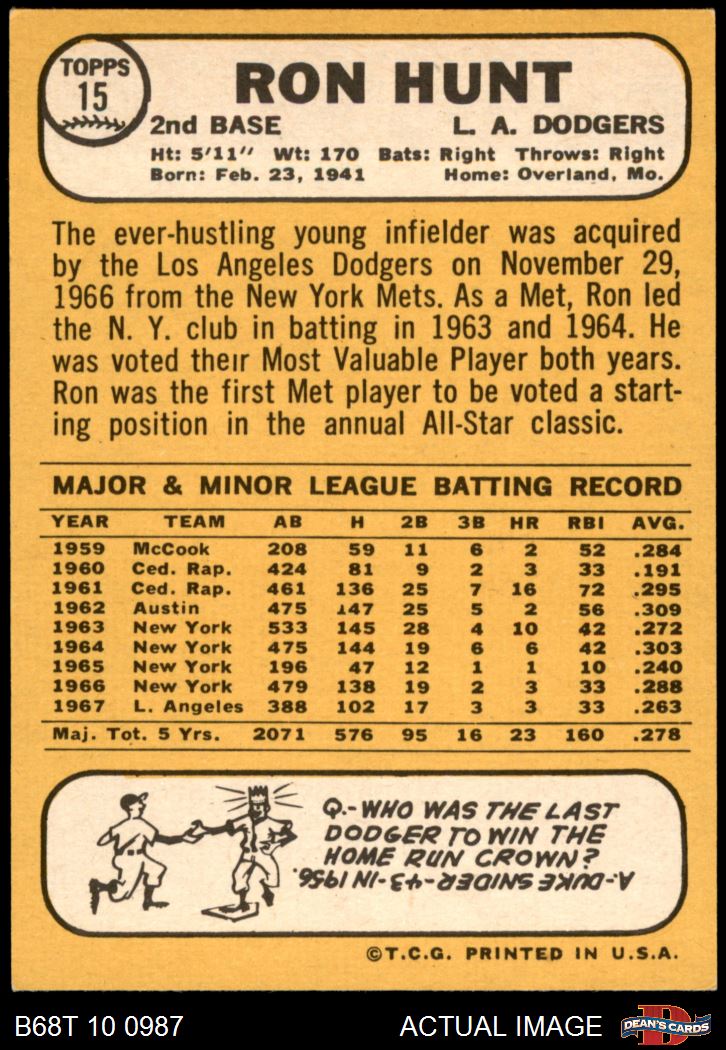 TOPPS
15
RON HUNT
2nd BASE L. A. DODGERS
Ht: 5'11" Wt: 170 Bats: Right Throws: Right
Born: Feb. 23, 1941 Home: Overland, Mo.
The ever-hustling young infielder was acquired
by the Los Angeles Dodgers on November 29,
1966 from the New York Mets. As a Met, Ron led
the N. Y. club in batting in 1963 and 1964. He
was voted their Most Valuable Player both years.
Ron was the first Met player to be voted a start-
ing position in the annual All-Star classic.
MAJOR & MINOR LEAGUE BATTING RECORD
YEAR TEAM AB H 2B 3B HR RBI AVG.
1959 McCook 208 59 11 6 2 52 .284
1960 Ced. Rap. 424 81 9 2 3 33 .191
1961 Ced. Rap. 461 136 25 7 16 72 .295
1962 Austin 475 147 25 5 2 56 .309
1963 New York 533 145 28 4 10 42 .272
1964 New York 475 144 19 6 6 42 .303
1965 New York 196 47 12 1 1 10 .240
1966 New York 479 138 19 2 3 33 .288
1967 L. Angeles 388 102 17 3 3 33 .263
Maj. Tot. 5 Yrs. 2071 576 95 16 23 160 .278
Q.-WHO WAS THE LAST
DODGER TO WIN THE
HOME RUN CROWN?
A.-DUKE SNIDER-43-IN 1956.
©T.C.G. PRINTED IN U.S.A.
B68T 10 0987 ACTUAL IMAGE
D
DEAN'S CARDS